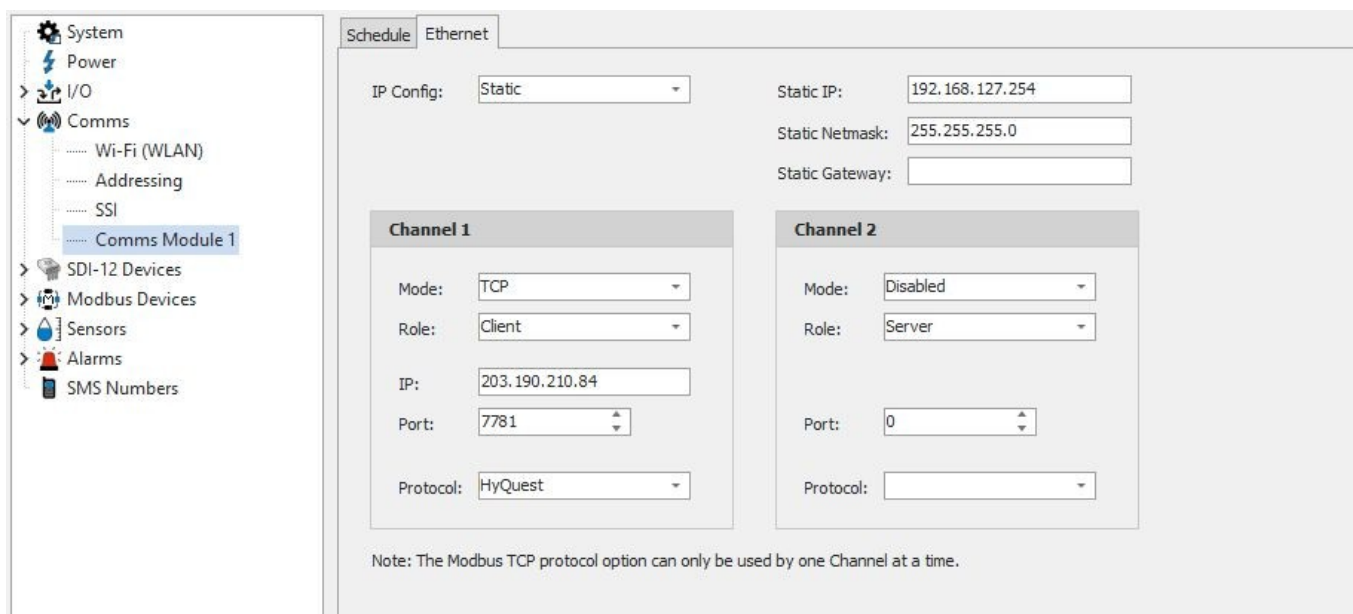 System
Power
I/O
Comms
Wi-Fi (WLAN)
Addressing
SSI
Comms Module 1
SDI-12 Devices
Modbus Devices
Sensors
Alarms
SMS Numbers
Schedule Ethernet
IP Config: Static
Static IP: 192.168.127.254
Static Netmask: 255.255.255.0
Static Gateway:
Channel 1
Mode: TCP
Role: Client
IP: 203.190.210.84
Port: 7781
Protocol: HyQuest
Channel 2
Mode: Disabled
Role: Server
Port: 0
Protocol:
Note: The Modbus TCP protocol option can only be used by one Channel at a time.